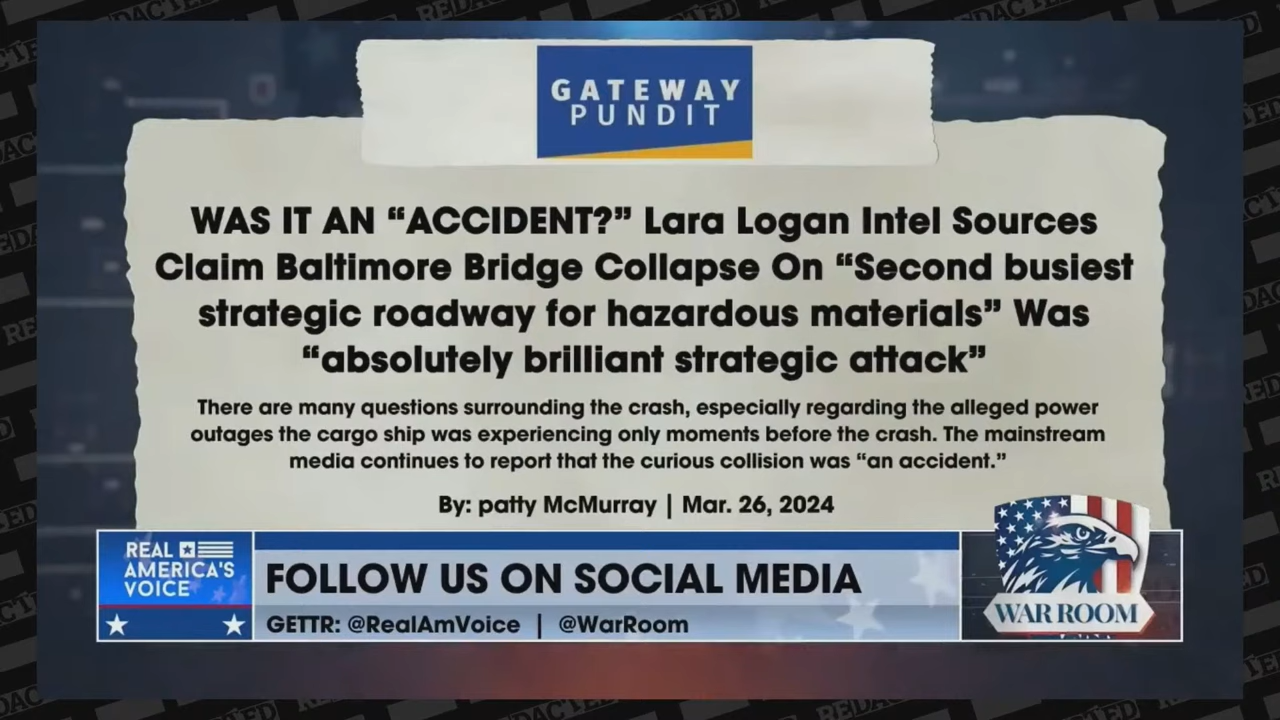 GATEWAY
PUNDIT
WAS IT AN “ACCIDENT?” Lara Logan Intel Sources
Claim Baltimore Bridge Collapse On “Second busiest
strategic roadway for hazardous materials” Was
“absolutely brilliant strategic attack”
There are many questions surrounding the crash, especially regarding the alleged power
outages the cargo ship was experiencing only moments before the crash. The mainstream
media continues to report that the curious collision was “an accident.”
By: patty McMurray | Mar. 26, 2024
REAL
AMERICA'S
VOICE
FOLLOW US ON SOCIAL MEDIA
GETTR: @RealAmVoice | @WarRoom
WAR ROOM